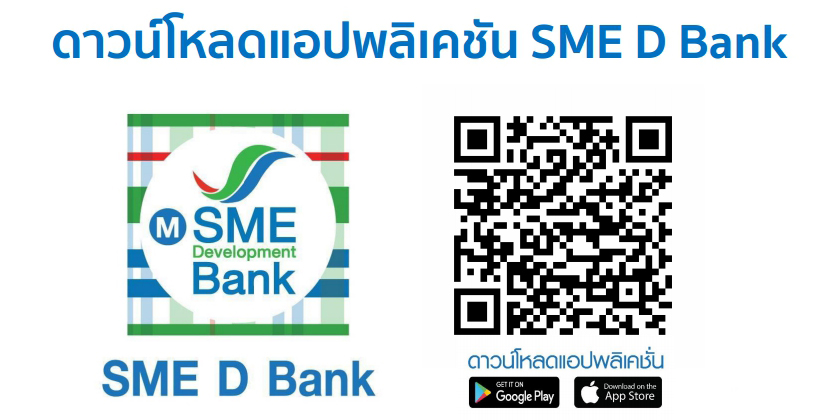 ดาวน์โหลดแอปพลิเคชัน SME D Bank
M SME
Development
Bank
SME D Bank
ดาวน์โหลดแอปพลิเคชั่น
GET IT ON
Google Play
Download on the
App Store